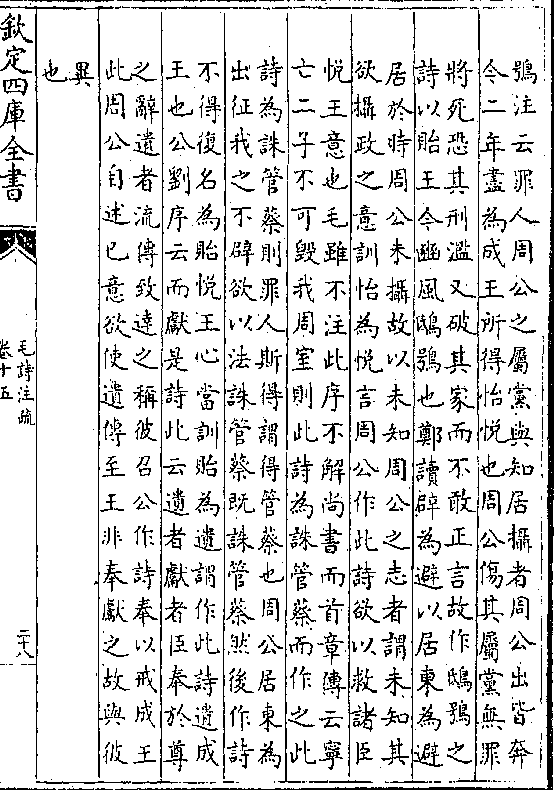 鴞注云罪人周公之屬黨與知居攝者周公出皆奔
令二年盡為成王所得怡悦也周公傷其屬黨無罪
將死恐其刑濫又破其家而不敢正言故作鴟鴞之
詩以貽王今豳風鴟鴞也鄭讀辟為避以居東為避
居於時周公未攝故以未知周公之志者謂未知其
欲攝政之意訓怡為悦言周公作此詩欲以救諸臣
悦王意也毛雖不注此序不解尚書而首章傳云寧
亡二子不可毁我周室則此詩為誅管蔡而作之此
詩為誅管蔡則罪人斯得謂得管蔡也周公居東為
出征我之不辟欲以法誅管蔡既誅管蔡然後作詩
不得復名為貽悦王心當訓貽為遺謂作此詩遺成
王也公劉序云而獻是詩此云遺者獻者臣奉於尊
之辭遺者流傳致達之稱彼召公作詩奉以戒成王
此周公自述已意欲使遺傳至王非奉獻之故與彼
異
也
欽定四庫全書
毛詩注疏
卷十五
二十八